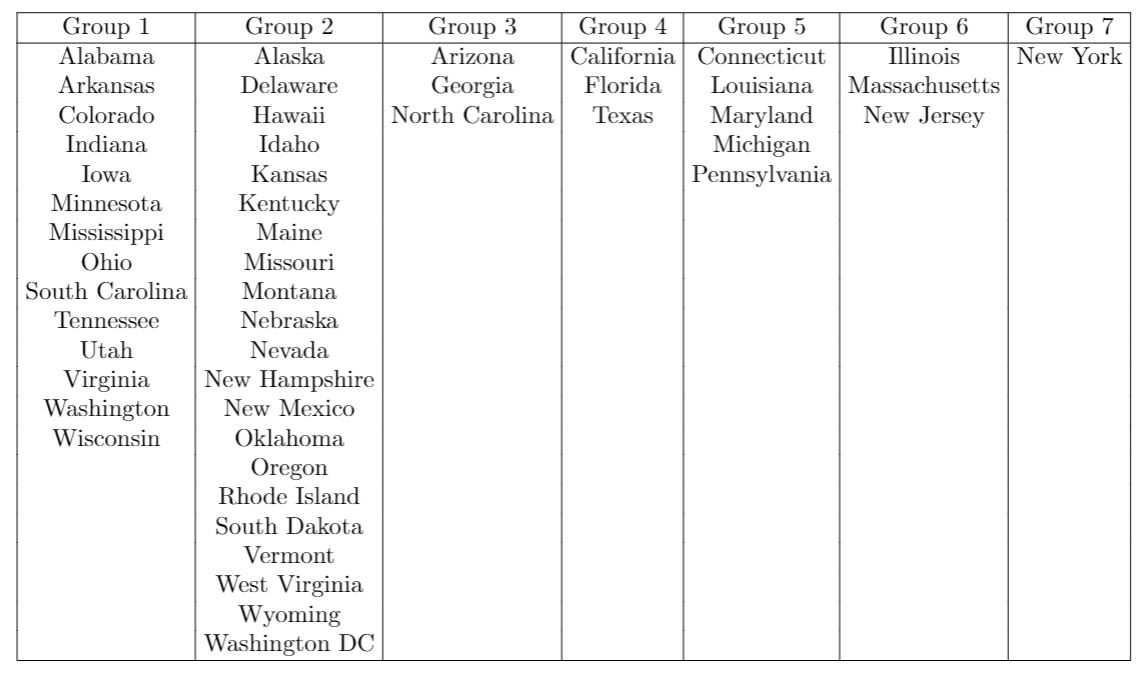 Group 1 Group 2 Group 3 Group 4 Group 5 Group 6 Group 7
Alabama Alaska Arizona California Connecticut Illinois New York
Arkansas Delaware Georgia Florida Louisiana Massachusetts
Colorado Hawaii North Carolina Texas Maryland New Jersey
Indiana Idaho Michigan
Iowa Kansas Pennsylvania
Minnesota Kentucky
Mississippi Maine
Ohio Missouri
South Carolina Montana
Tennessee Nebraska
Utah Nevada
Virginia New Hampshire
Washington New Mexico
Wisconsin Oklahoma
Oregon
Rhode Island
South Dakota
Vermont
West Virginia
Wyoming
Washington DC